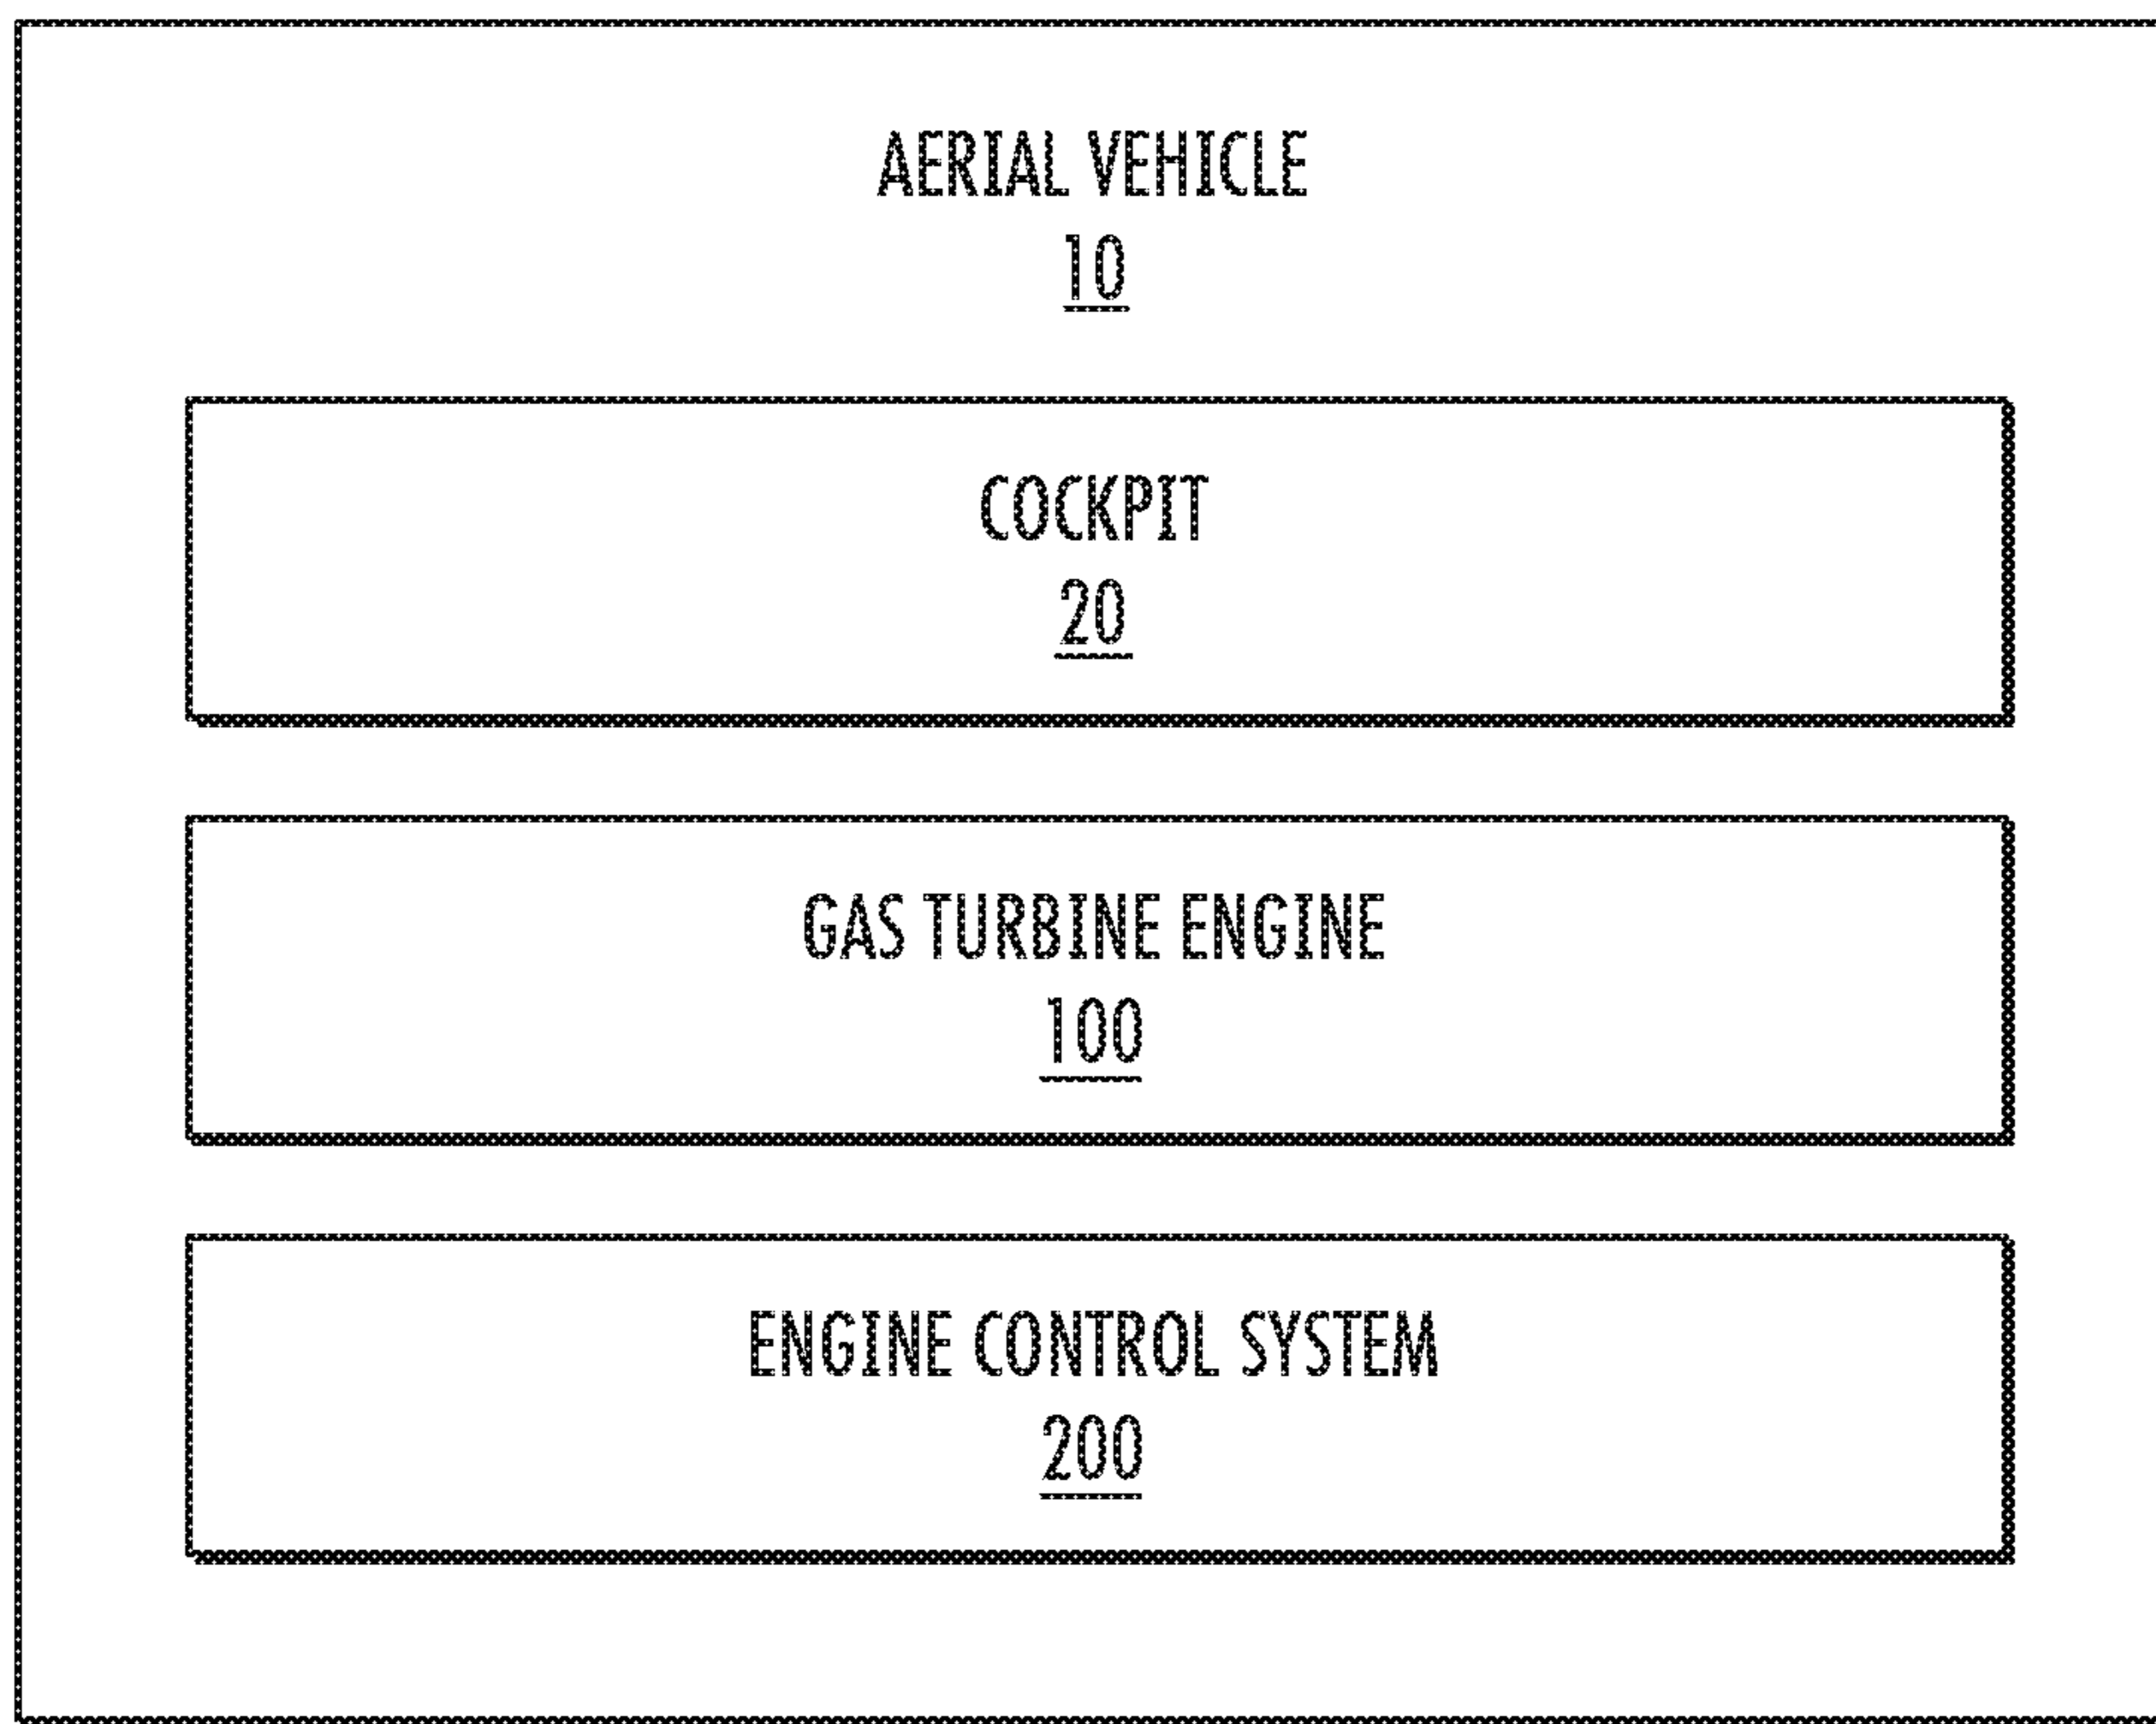 AERIAL VEHICLE
10
COCKPIT
20
GAS TURBINE ENGINE
100
ENGINE CONTROL SYSTEM
200